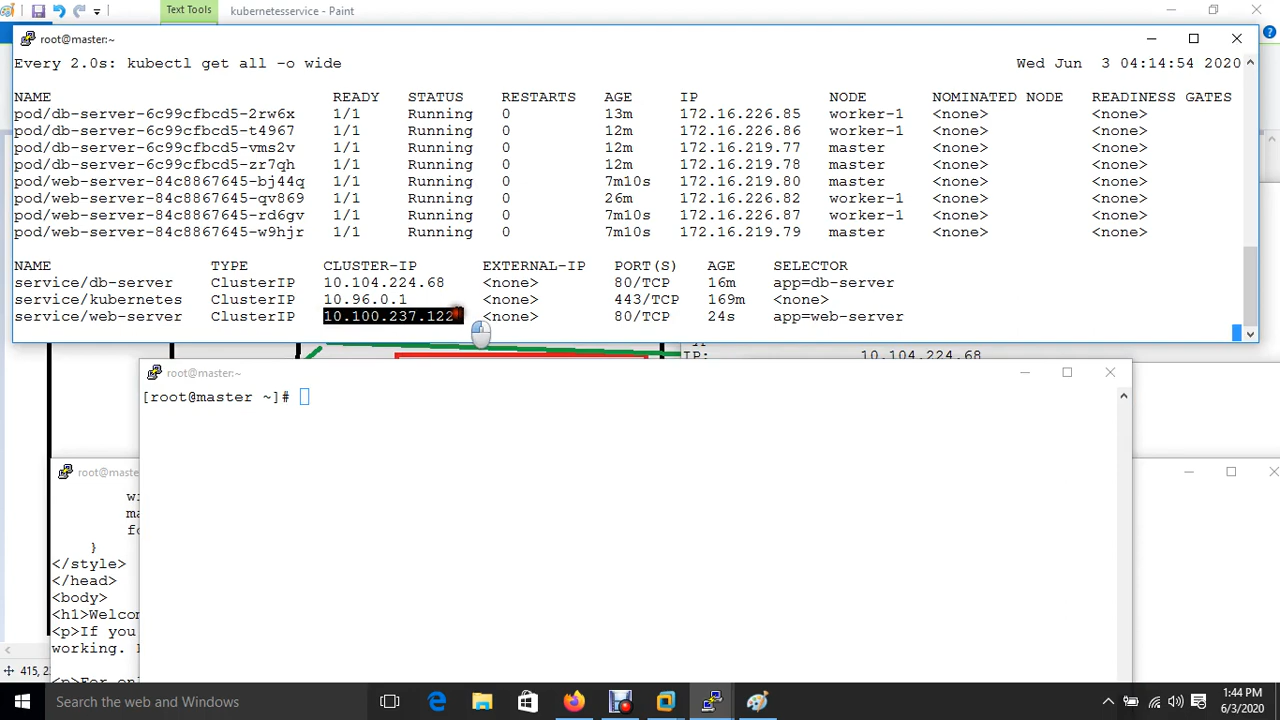 Text Tools
kubernetesservice - Paint
root@master:~
Every 2.0s: kubectl get all -o wide Wed Jun 3 04:14:54 2020
NAME READY STATUS RESTARTS AGE IP NODE NOMINATED NODE READINESS GATES
pod/db-server-6c99cfbcd5-2rw6x 1/1 Running 0 13m 172.16.226.85 worker-1 <none> <none>
pod/db-server-6c99cfbcd5-t4967 1/1 Running 0 12m 172.16.226.86 worker-1 <none> <none>
pod/db-server-6c99cfbcd5-vms2v 1/1 Running 0 12m 172.16.219.77 master <none> <none>
pod/db-server-6c99cfbcd5-zr7qh 1/1 Running 0 12m 172.16.219.78 master <none> <none>
pod/web-server-84c8867645-bj44q 1/1 Running 0 7m10s 172.16.219.80 master <none> <none>
pod/web-server-84c8867645-qv869 1/1 Running 0 26m 172.16.226.82 worker-1 <none> <none>
pod/web-server-84c8867645-rd6gv 1/1 Running 0 7m10s 172.16.226.87 worker-1 <none> <none>
pod/web-server-84c8867645-w9hjr 1/1 Running 0 7m10s 172.16.219.79 master <none> <none>
NAME TYPE CLUSTER-IP EXTERNAL-IP PORT(S) AGE SELECTOR
service/db-server ClusterIP 10.104.224.68 <none> 80/TCP 16m app=db-server
service/kubernetes ClusterIP 10.96.0.1 <none> 443/TCP 169m <none>
service/web-server ClusterIP 10.100.237.122 <none> 80/TCP 24s app=web-server
IP: 10.104.224.68
root@master:~
[root@master ~]#
root@maste
wi
ma
fo
}
</style>
</head>
<body>
<h1>Welcom
<p>If you
working.
<p>For on
415, 2
Search the web and Windows
1:44 PM
6/3/2020